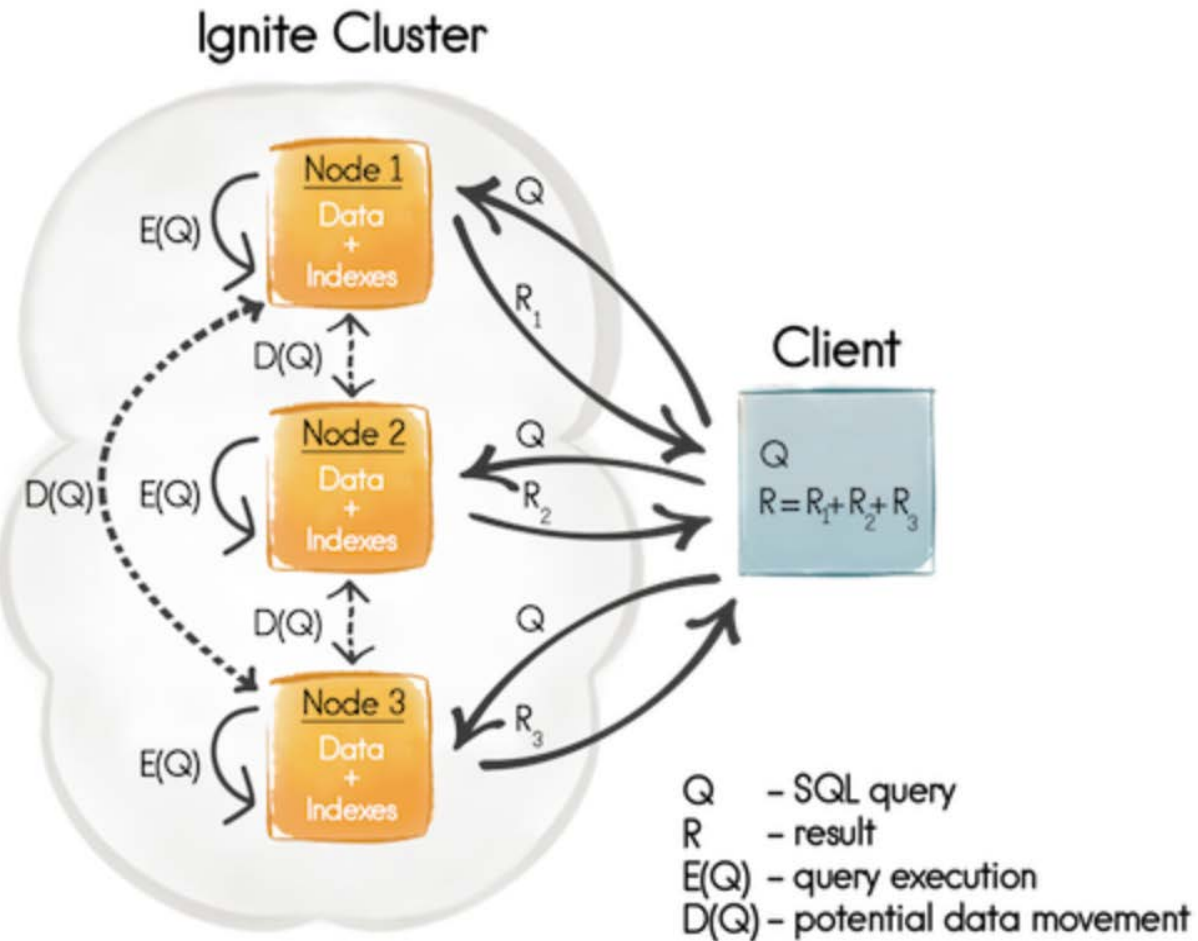 Ignite Cluster
Node 1
Data
+
Indexes
E(Q)
Q
R1
D(Q)
Client
Q
R=R1+R2+R3
Node 2
Data
+
Indexes
D(Q)
E(Q)
Q
R2
D(Q)
Q
Node 3
Data
+
Indexes
E(Q)
R3
Q – SQL query
R – result
E(Q) – query execution
D(Q) – potential data movement